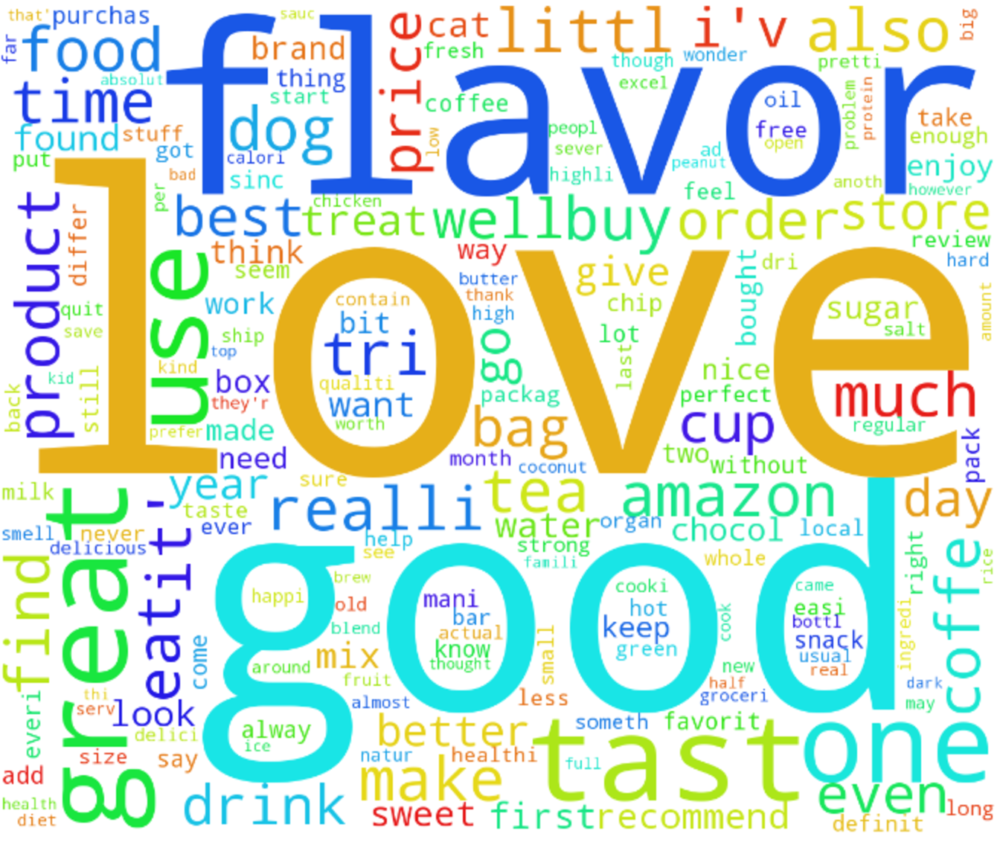 that'
purchas
sauc
price
cat
littl
i'v
also
big
far
food
flavor
brand
fresh
though
wonder
pretti
absolut
thing
excel
time
start
coffee
oil
problem
protein
take
found
stuff
dog
low
peopl
free
enough
put
got
calori
sever
open
ad
peanut
enjoy
bad
sinc
highli
feel
anoth
however
per
chicken
product
differ
love
best
treat
well
buy
order
store
review
use
think
way
seem
give
bought
dri
hard
butter
quit
work
contain
thank
chip
sugar
amount
save
bit
high
salt
ship
tri
go
lot
top
last
kind
nice
back
kid
still
box
qualiti
packag
perfect
much
they'r
want
prefer
made
worth
bag
cup
regular
need
month
two
pack
coconut
without
milk
great
year
sure
realli
tea
amazon
day
it'
taste
ever
water
organ
chocol
local
smell
never
help
strong
good
delicious
see
famili
whole
right
coffe
rice
find
eat
brew
happi
old
mani
cooki
came
bar
hot
easi
ingredi
blend
actual
keep
cook
bottl
know
snack
come
mix
small
green
usual
around
thought
new
real
fruit
half
dark
everi
thi
almost
less
groceri
may
serv
look
someth
favorit
delici
alway
better
tast
one
ice
size
say
natur
healthi
full
add
make
even
health
drink
sweet
first
recommend
long
diet
definit